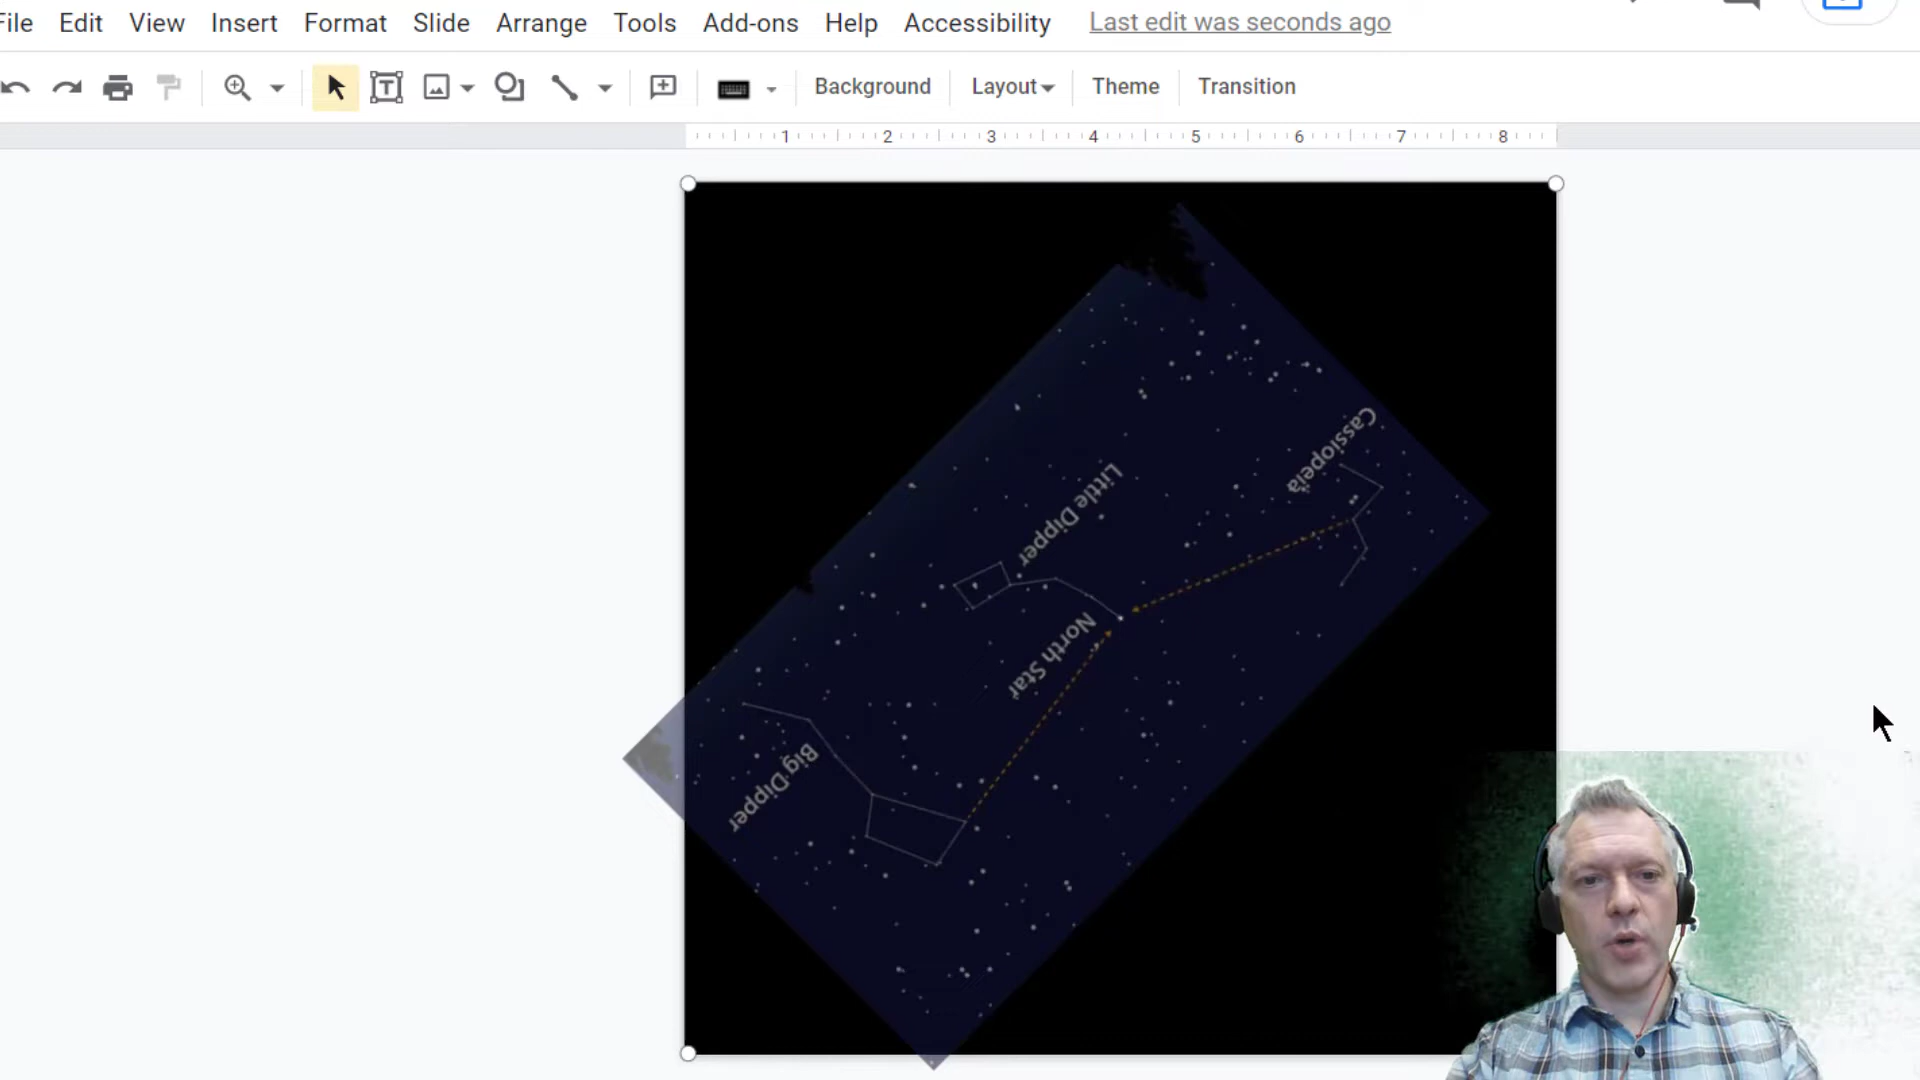 File Edit View Insert Format Slide Arrange Tools Add-ons Help Accessibility Last edit was seconds ago
Background Layout Theme Transition
1 2 3 4 5 6 7 8
Cassiopeia
Little Dipper
North Star
Big Dipper